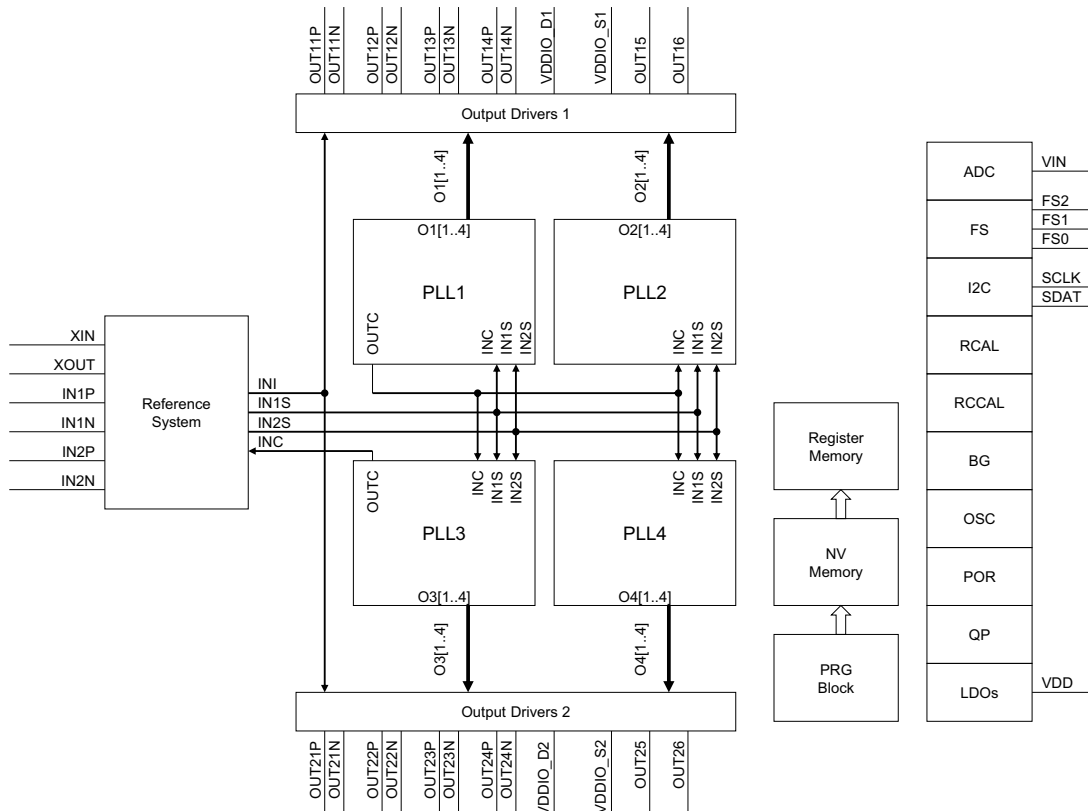 OUT11P
OUT11N
OUT12P
OUT12N
OUT13P
OUT13N
OUT14P
OUT14N
VDDIO_D1
VDDIO_S1
OUT15
OUT16
Output Drivers 1
O1[1..4]
O2[1..4]
O1[1..4]
PLL1
OUTC
INC
IN1S
IN2S
O2[1..4]
PLL2
INC
IN1S
IN2S
XIN
XOUT
IN1P
IN1N
IN2P
IN2N
Reference
System
INI
IN1S
IN2S
INC
OUTC
INC
IN1S
IN2S
PLL3
O3[1..4]
INC
IN1S
IN2S
PLL4
O4[1..4]
O3[1..4]
O4[1..4]
Output Drivers 2
OUT21P
OUT21N
OUT22P
OUT22N
OUT23P
OUT23N
OUT24P
OUT24N
VDDIO_D2
VDDIO_S2
OUT25
OUT26
Register
Memory
NV
Memory
PRG
Block
ADC
VIN
FS
FS2
FS1
FS0
I2C
SCLK
SDAT
RCAL
RCCAL
BG
OSC
POR
QP
LDOs
VDD